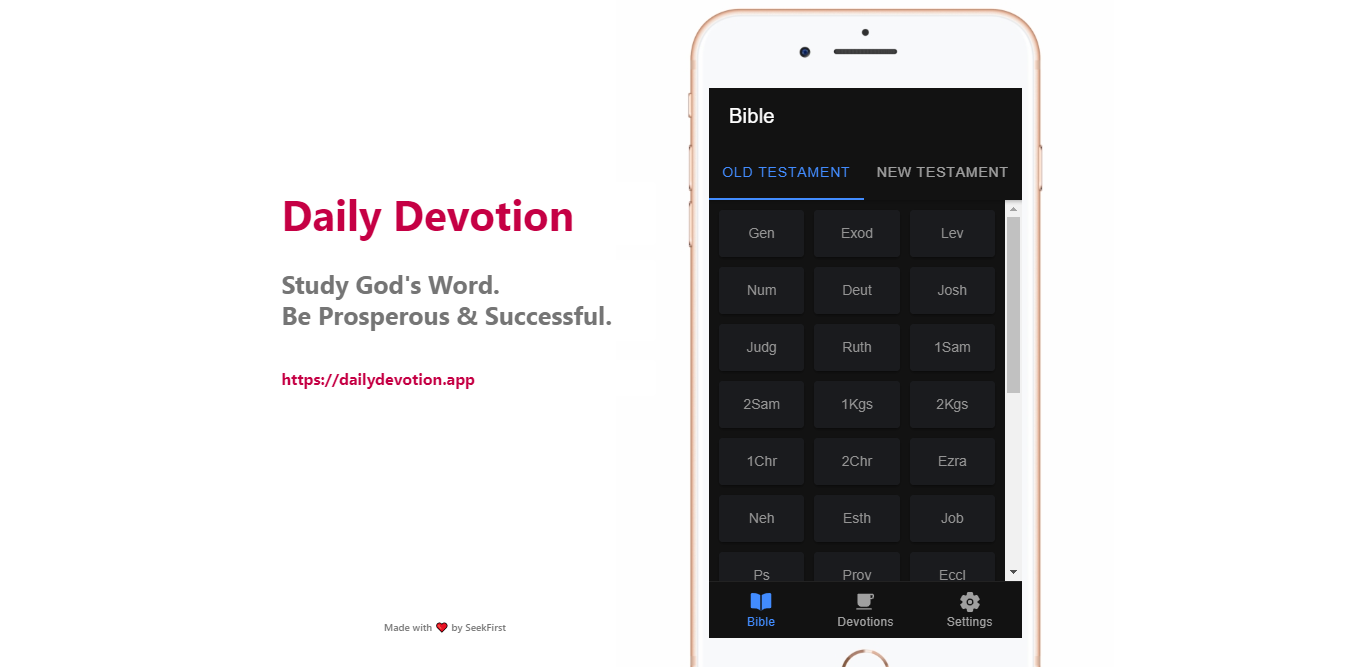 Daily Devotion
Study God's Word.
Be Prosperous & Successful.
https://dailydevotion.app
Made with ❤ by SeekFirst
Bible
OLD TESTAMENT NEW TESTAMENT
Gen Exod Lev
Num Deut Josh
Judg Ruth 1Sam
2Sam 1Kgs 2Kgs
1Chr 2Chr Ezra
Neh Esth Job
Ps Prov Eccl
Bible Devotions Settings